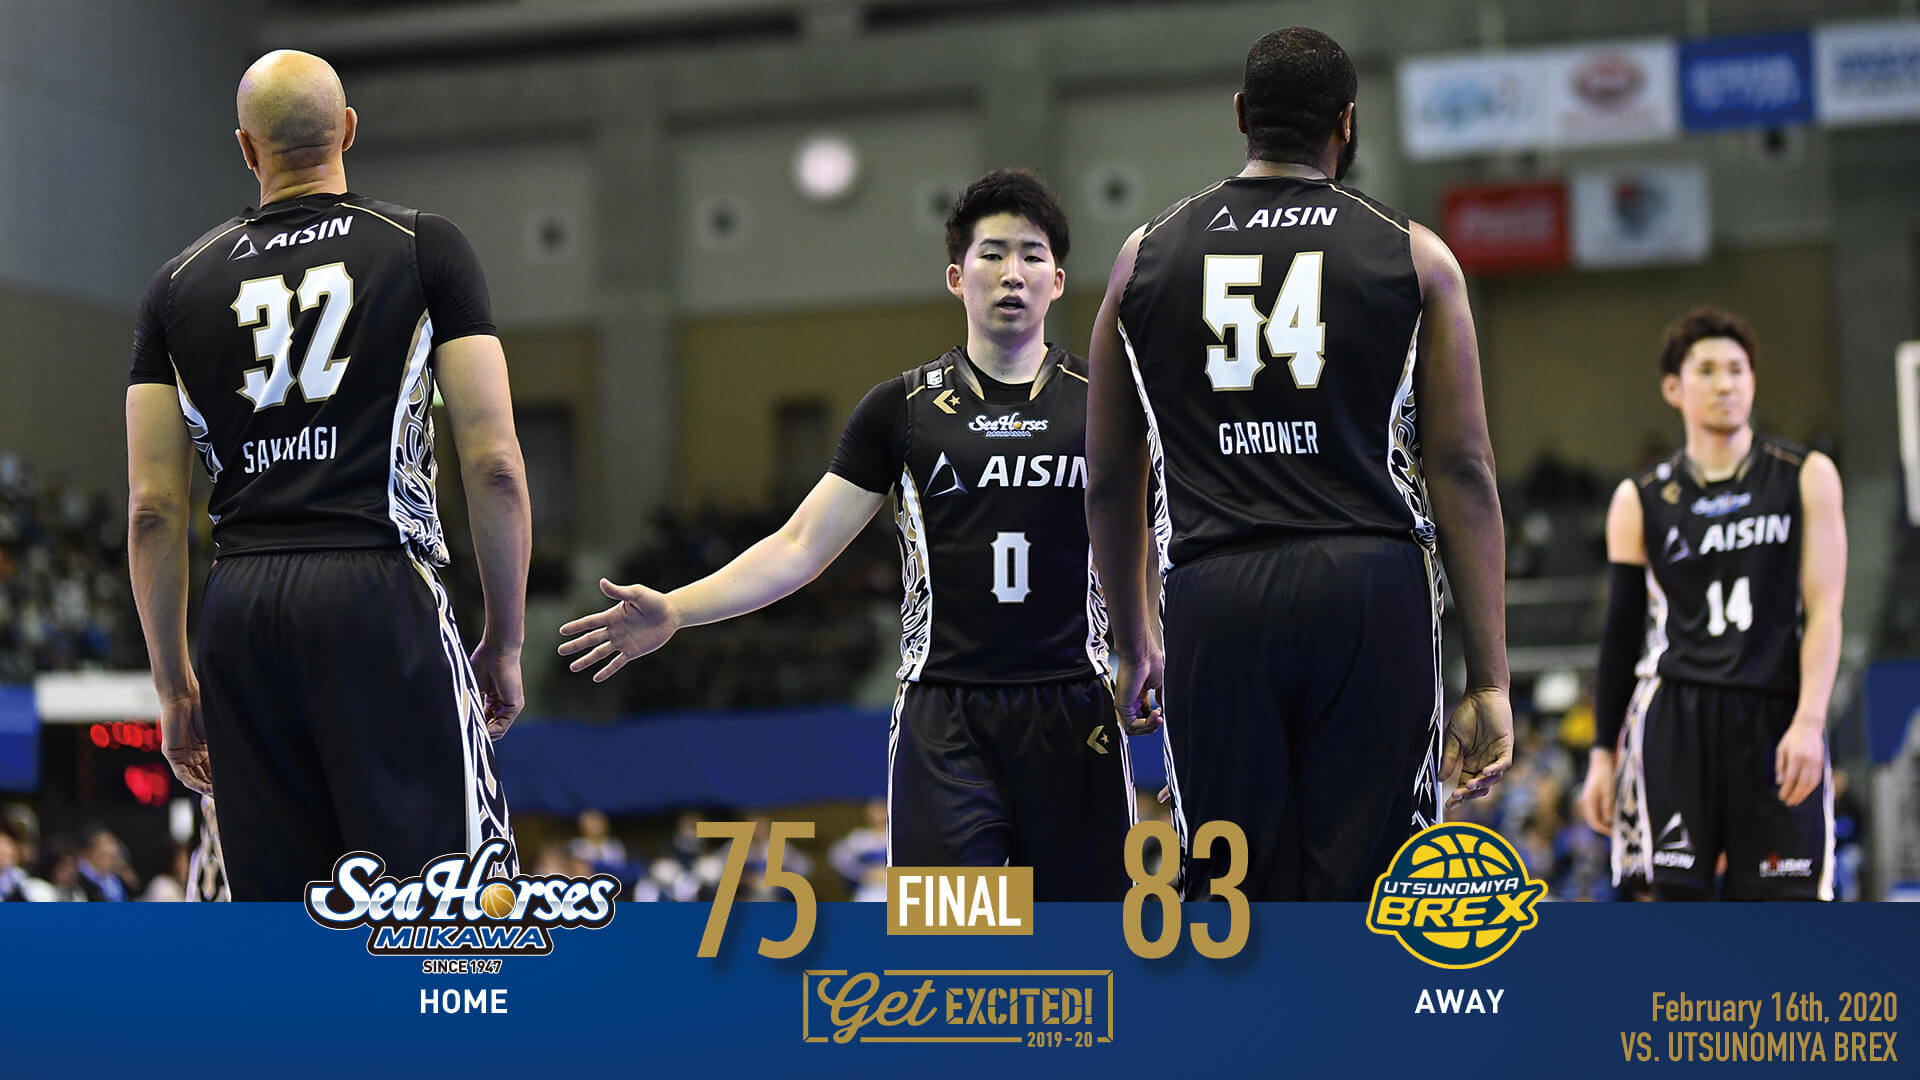 AISIN
32
SAKURAGI
SeaHorses
MIKAWA
AISIN
0
AISIN
54
GARDNER
AISIN
14
AISIN
75
FINAL
83
SeaHorses
MIKAWA
SINCE 1947
HOME
UTSUNOMIYA
BREX
AWAY
Get EXCITED!
2019-20
February 16th, 2020
VS. UTSUNOMIYA BREX